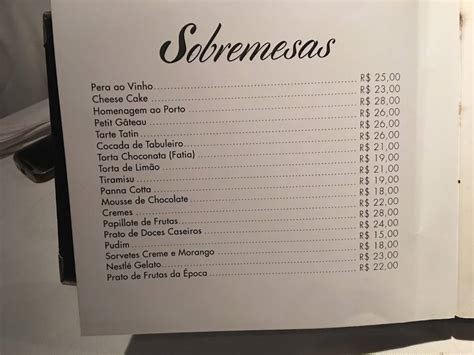 Sobremesas
Pera ao Vinho R$ 25,00
Cheese Cake R$ 23,00
Homenagem ao Porto R$ 28,00
Petit Gâteau R$ 26,00
Tarte Tatin R$ 26,00
Cocada de Tabuleiro R$ 26,00
Torta Choconata (Fatia) R$ 21,00
Torta de Limão R$ 19,00
Tiramisu R$ 21,00
Panna Cotta R$ 19,00
Mousse de Chocolate R$ 18,00
Cremes R$ 22,00
Papillote de Frutas R$ 28,00
Prato de Doces Caseiros R$ 24,00
Pudim R$ 15,00
Sorvetes Creme e Morango R$ 18,00
Nestlé Gelato R$ 23,00
Prato de Frutas da Época R$ 22,00